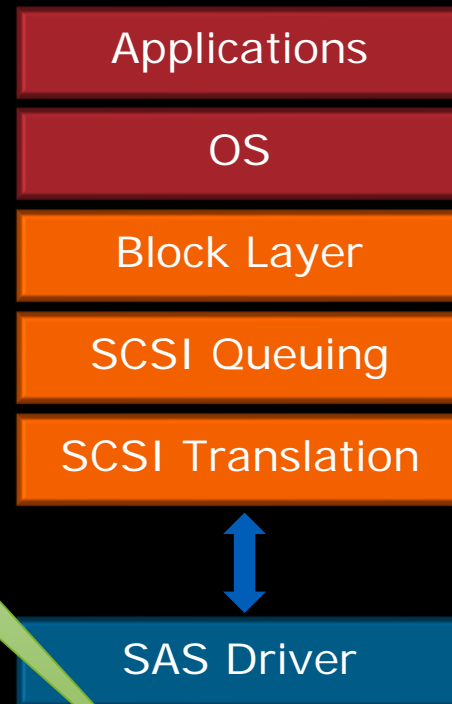 Applications
OS
Block Layer
SCSI Queuing
SCSI Translation
SAS Driver